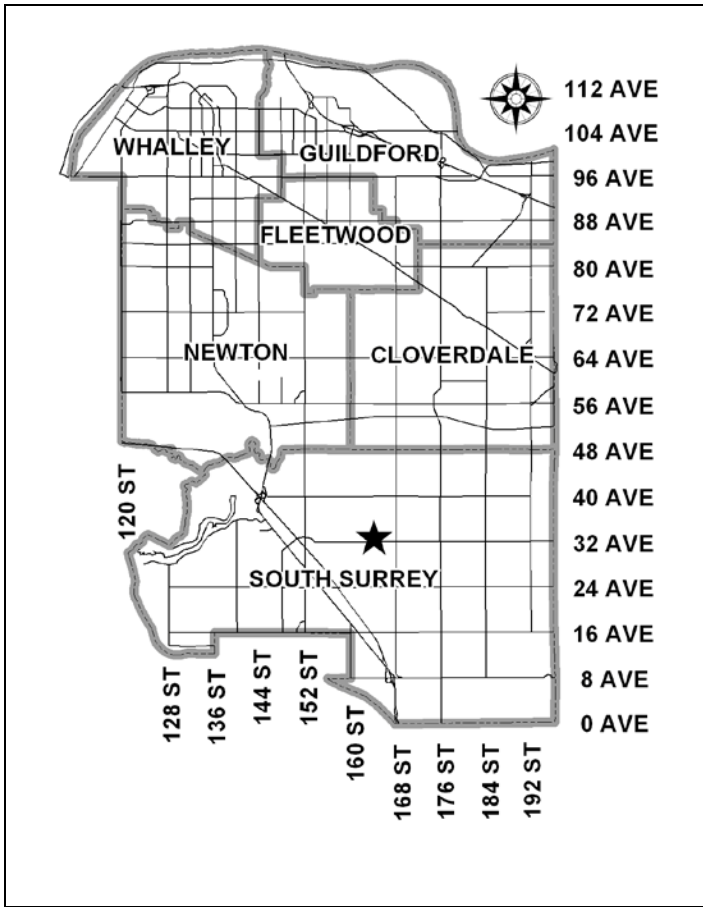 112 AVE
104 AVE
WHALLEY
GUILDFORD
96 AVE
88 AVE
FLEETWOOD
80 AVE
72 AVE
NEWTON
CLOVERDALE
64 AVE
56 AVE
48 AVE
120 ST
40 AVE
32 AVE
SOUTH SURREY
24 AVE
16 AVE
8 AVE
0 AVE
128 ST
136 ST
144 ST
152 ST
160 ST
168 ST
176 ST
184 ST
192 ST